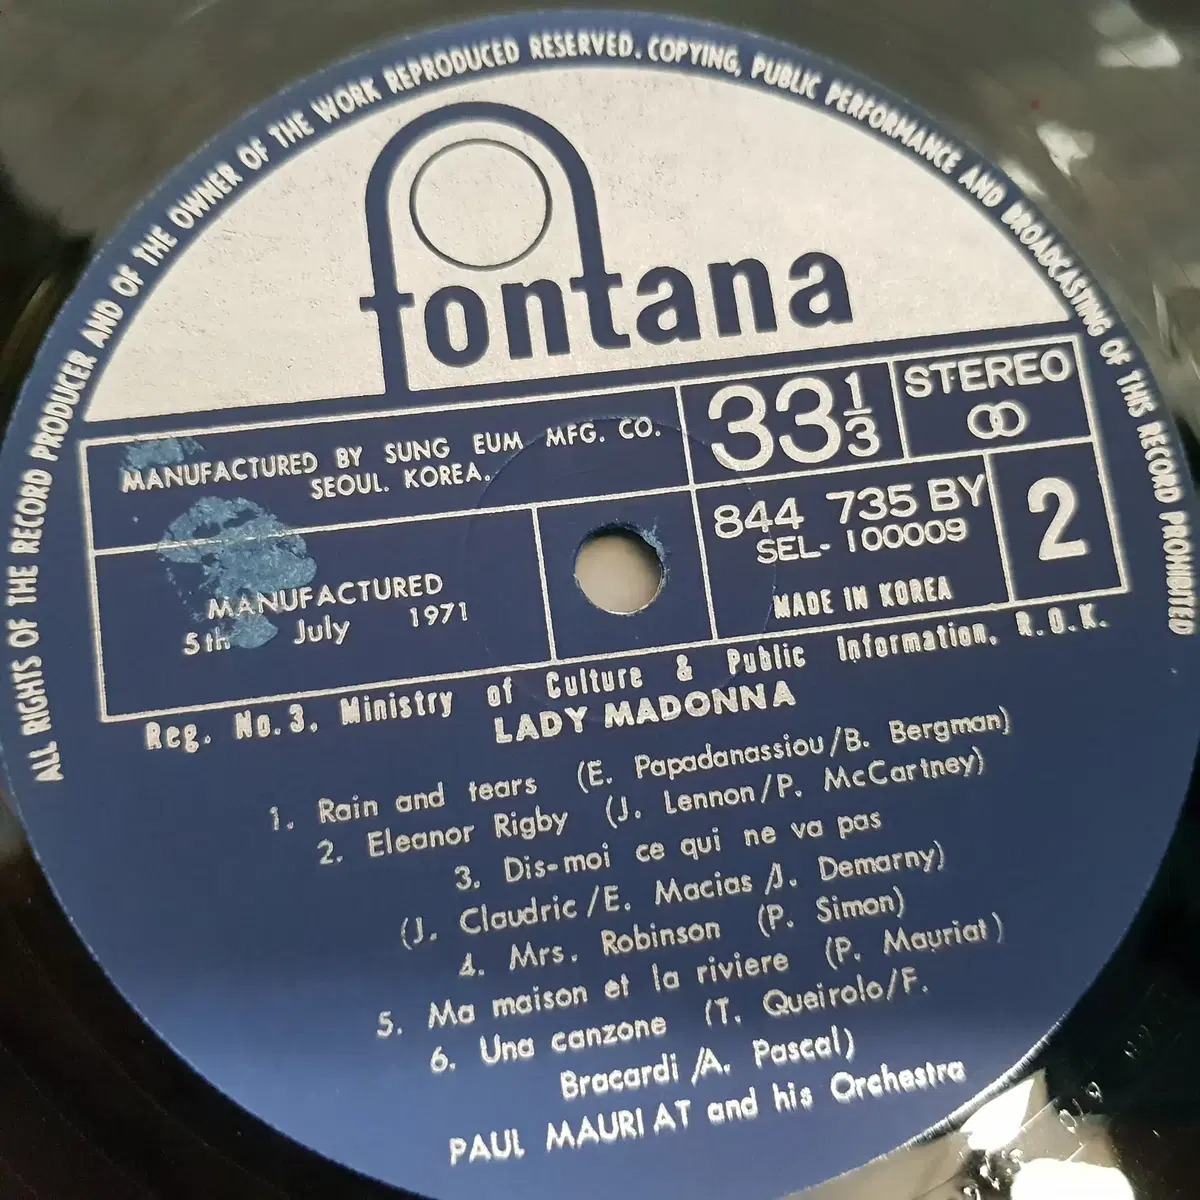 ALL RIGHTS OF THE RECORD PRODUCER AND OF THE OWNER OF THE WORK REPRODUCED RESERVED. COPYING, PUBLIC PERFORMANCE AND BROADCASTING OF THIS RECORD PROHIBITED
fontana
MANUFACTURED BY SUNG EUM MFG. CO.
SEOUL. KOREA.
33 1/3
STEREO
844 735 BY
SEL- 100009
2
MADE IN KOREA
MANUFACTURED
5th July 1971
Reg. No.3, Ministry of Culture & Public Information, R.O.K.
LADY MADONNA
1. Rain and tears (E. Papadanassiou/B. Bergman)
2. Eleanor Rigby (J. Lennon/P. McCartney)
3. Dis-moi ce qui ne va pas
(J. Claudric/E. Macias/J. Demarny)
4. Mrs. Robinson (P. Simon)
5. Ma maison et la riviere (P. Mauriat)
6. Una canzone (T. Queirolo/F.
Bracardi/A. Pascal)
PAUL MAURIAT and his Orchestra